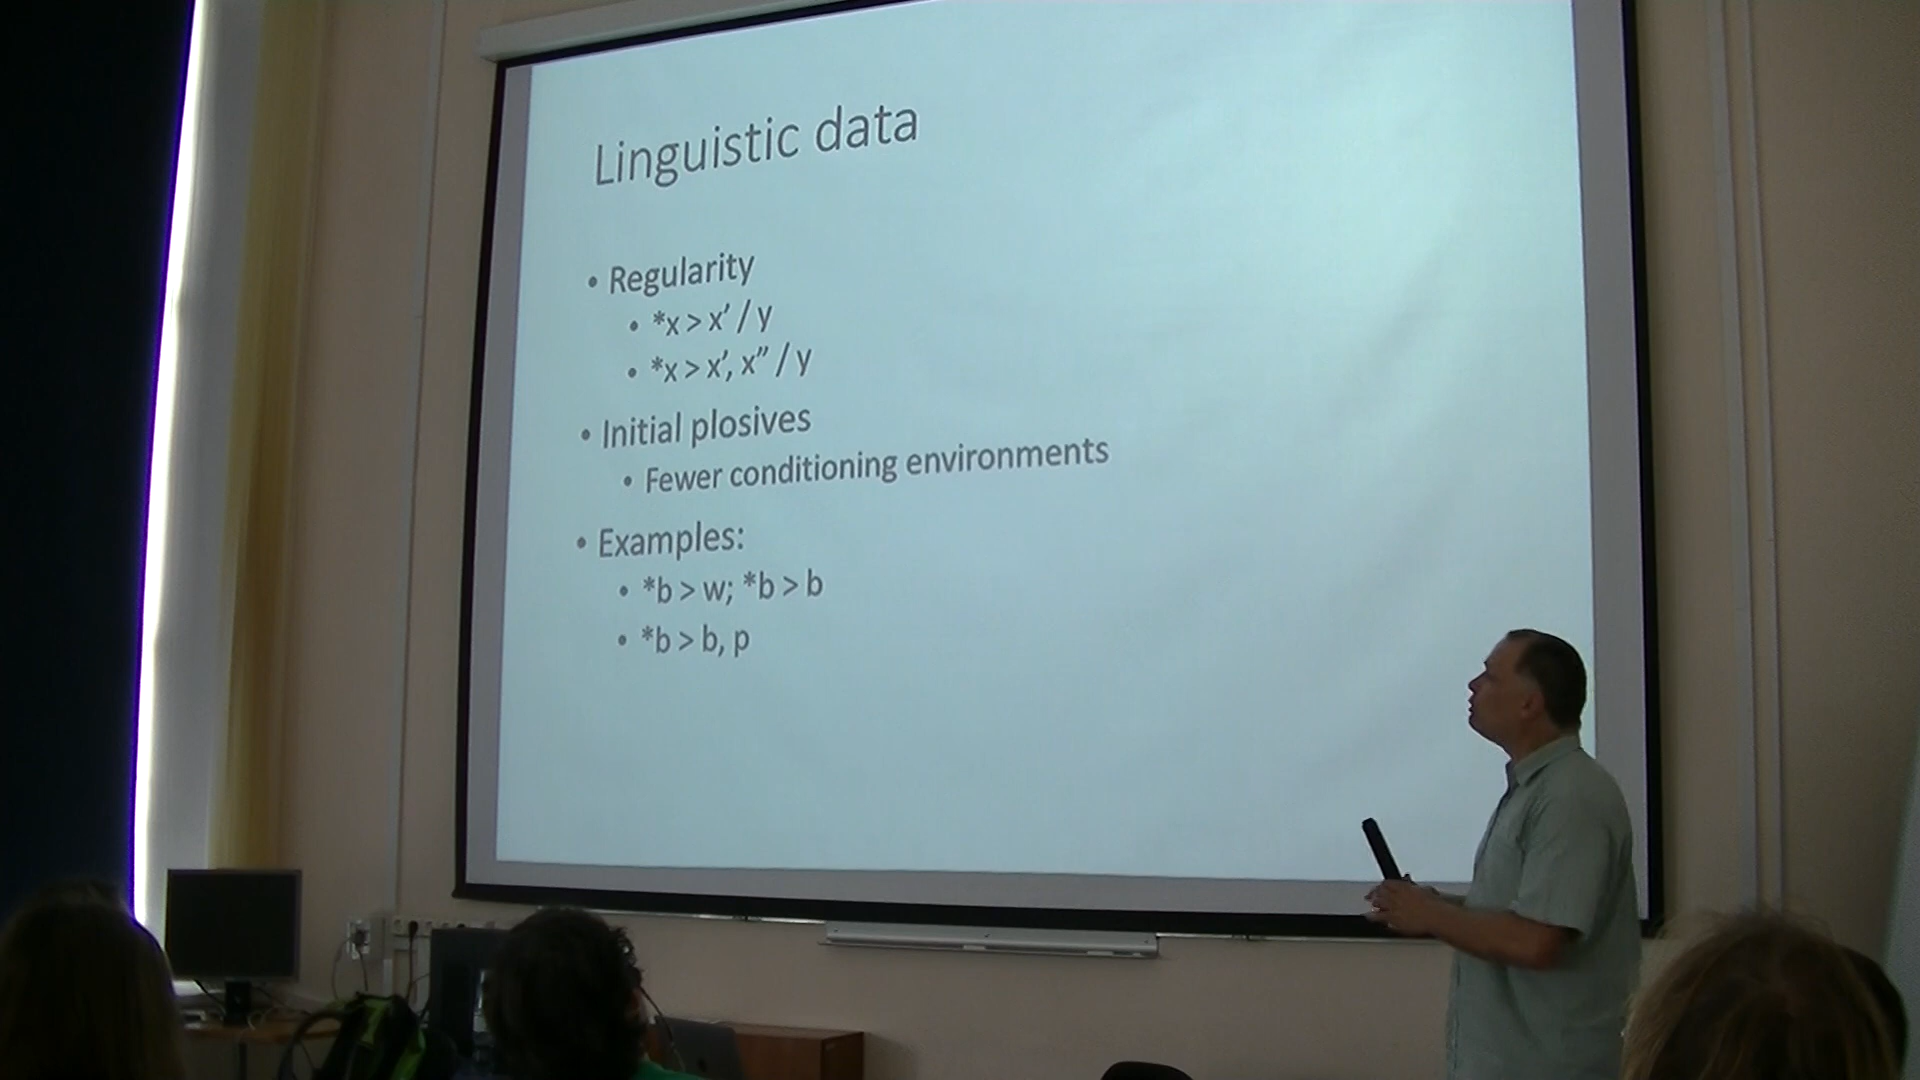 Linguistic data
• Regularity
• *x > x’ / y
• *x > x’, x” / y
• Initial plosives
• Fewer conditioning environments
• Examples:
• *b > w; *b > b
• *b > b, p